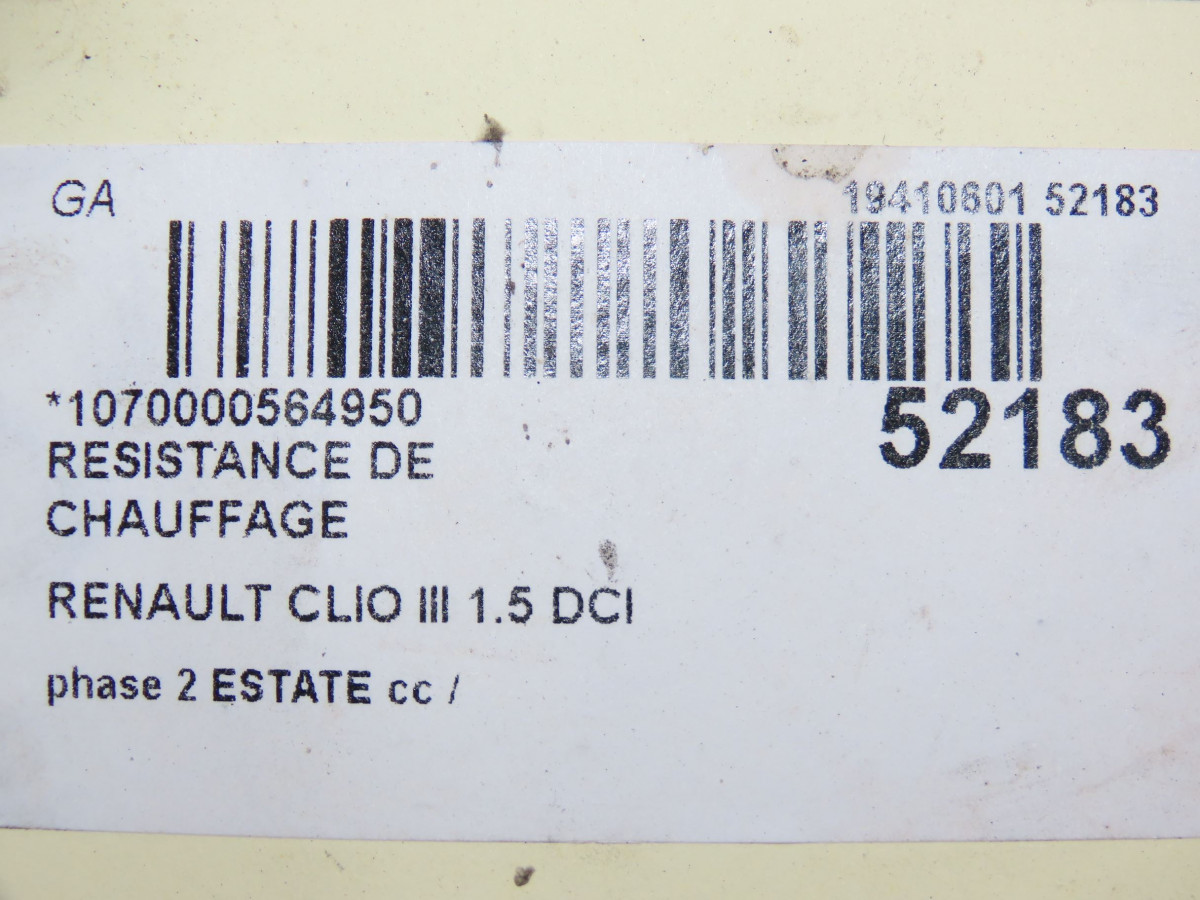 GA
19410601 52183
*1070000564950
52183
RESISTANCE DE
CHAUFFAGE
RENAULT CLIO III 1.5 DCI
phase 2 ESTATE cc /